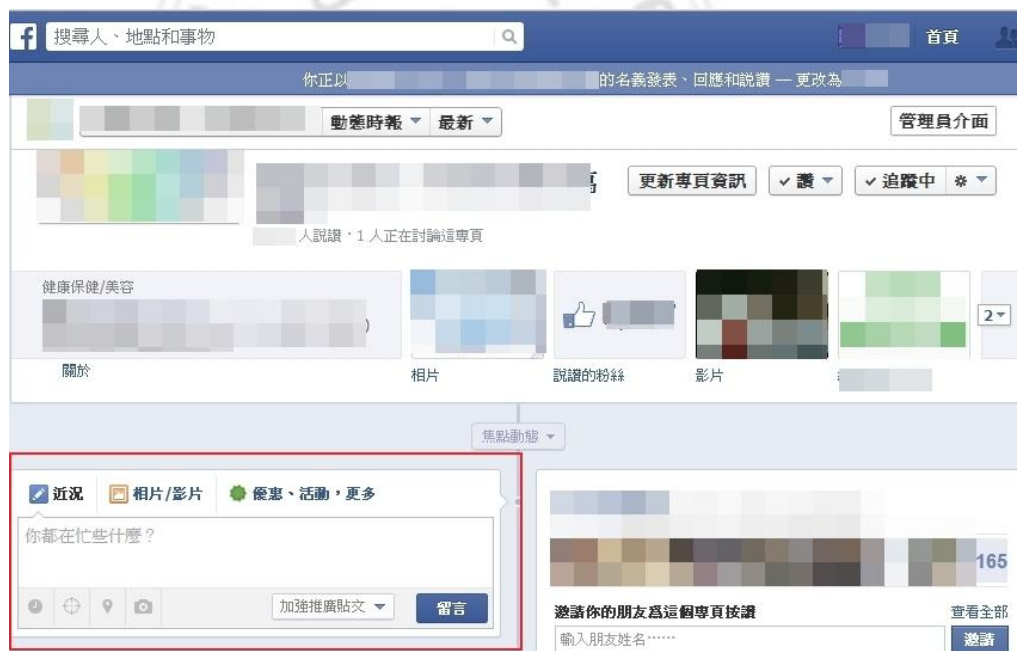 搜尋人、地點和事物
首頁
你正以
的名義發表、回應和說讚 — 更改為
動態時報
最新
管理員介面
更新專頁資訊
讚
追蹤中
人說讚·1 人正在討論這專頁
健康保健/美容
2
關於
相片
說讚的粉絲
影片
焦點動態
近況
相片/影片
優惠、活動，更多
你都在忙些什麼？
加強推廣貼文
留言
165
邀請你的朋友為這個專頁按讚
查看全部
輸入朋友姓名……
邀請